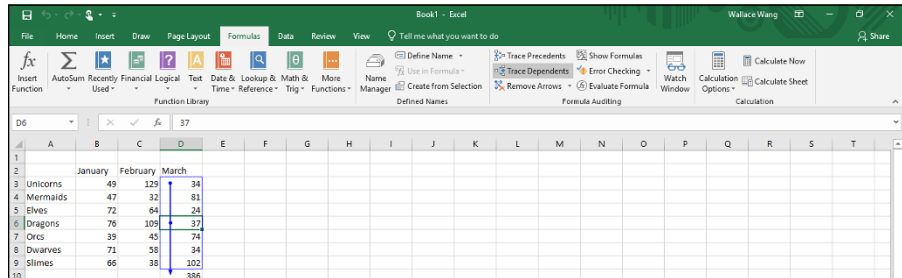 Book1 - Excel Wallace Wang
File Home Insert Draw Page Layout Formulas Data Review View Tell me what you want to do Share
fx Insert Function
Σ AutoSum
Recently Used
Financial
Logical
? 
A Text
Date & Time
Lookup & Reference
θ Math & Trig
More Functions
Function Library
Name Manager
Define Name
Use in Formula
Create from Selection
Defined Names
Trace Precedents
Trace Dependents
Remove Arrows
Show Formulas
Error Checking
Evaluate Formula
Formula Auditing
Watch Window
Calculation Options
Calculate Now
Calculate Sheet
Calculation
D6 fx 37
A B C D E F G H I J K L M N O P Q R S T
1
2 January February March
3 Unicorns 49 129 34
4 Mermaids 47 32 81
5 Elves 72 64 24
6 Dragons 76 109 37
7 Orcs 39 45 74
8 Dwarves 71 58 34
9 Slimes 66 38 102
10 386